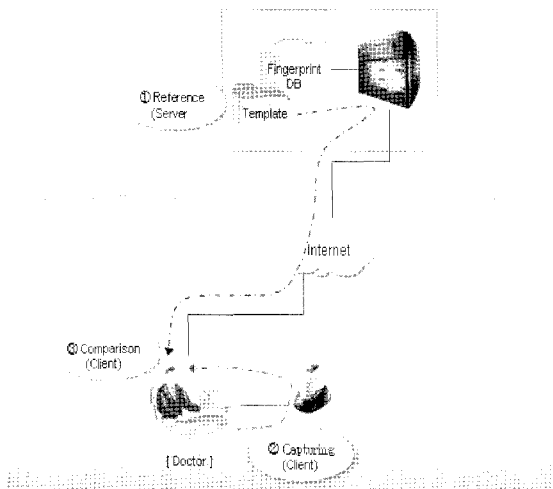 Fingerprint
DB
① Reference
(Server
Template
Internet
③ Comparison
(Client)
② Capturing
(Client)
[ Doctor ]